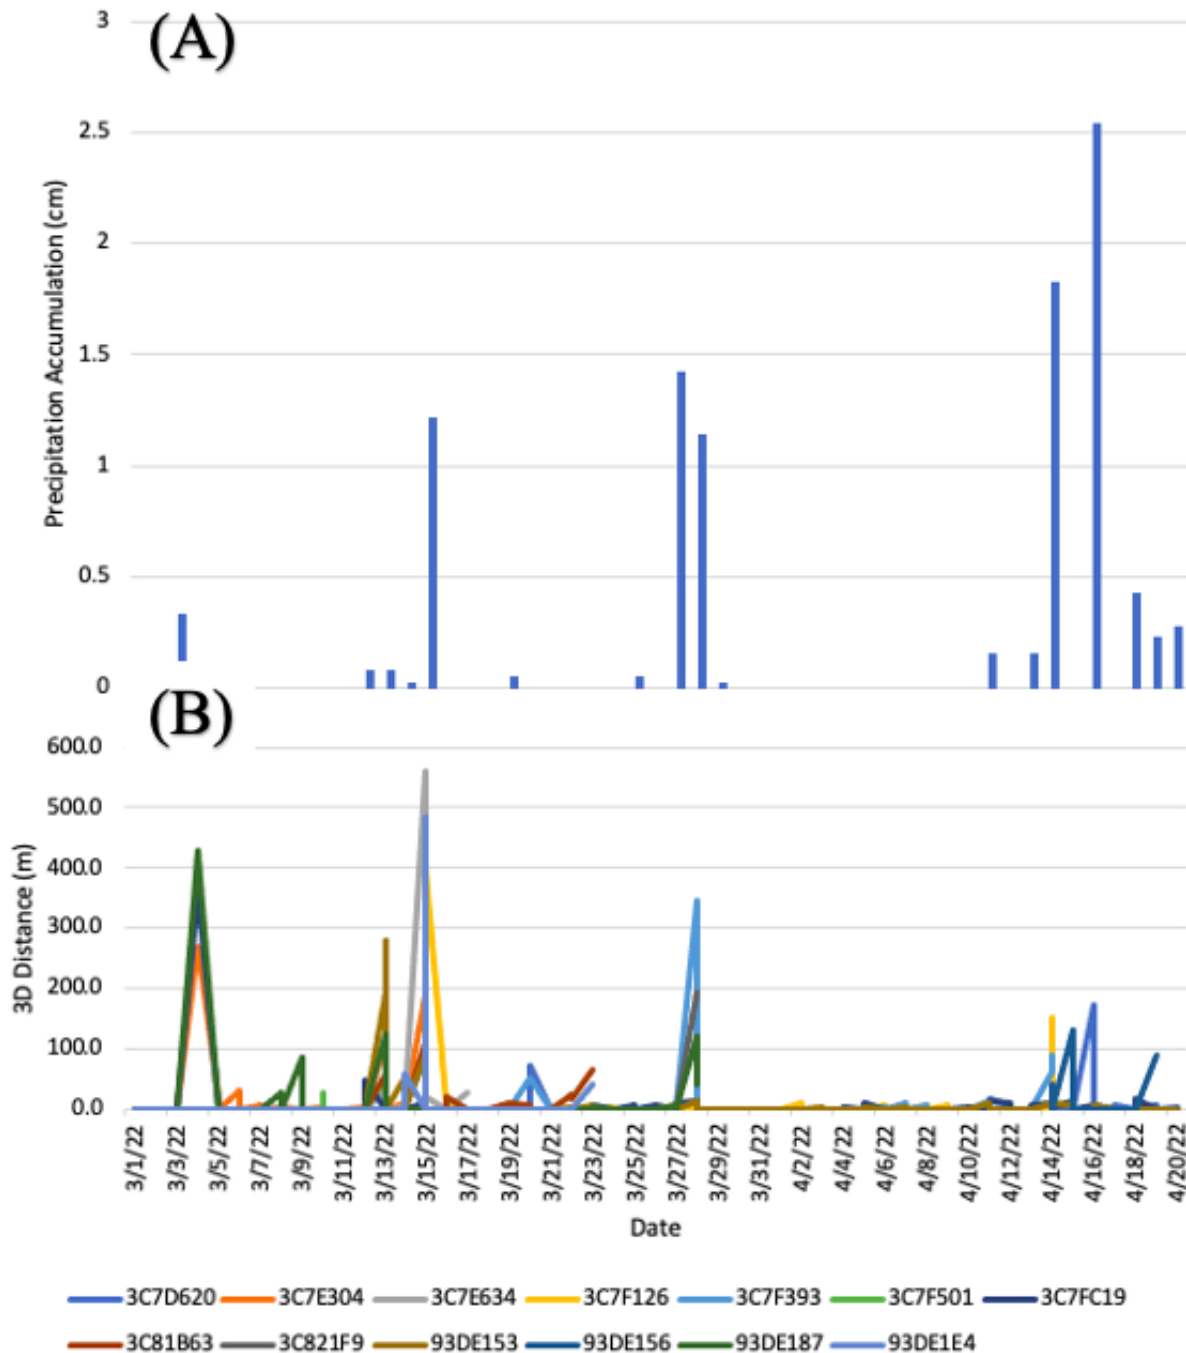 (A)
Precipitation Accumulation (cm)
3
2.5
2
1.5
1
0.5
0
(B)
3D Distance (m)
600.0
500.0
400.0
300.0
200.0
100.0
0.0
3/1/22 3/3/22 3/5/22 3/7/22 3/9/22 3/11/22 3/13/22 3/15/22 3/17/22 3/19/22 3/21/22 3/23/22 3/25/22 3/27/22 3/29/22 3/31/22 4/2/22 4/4/22 4/6/22 4/8/22 4/10/22 4/12/22 4/14/22 4/16/22 4/18/22 4/20/22
Date
3C7D620 3C7E304 3C7E634 3C7F126 3C7F393 3C7F501 3C7FC19
3C81B63 3C821F9 93DE153 93DE156 93DE187 93DE1E4